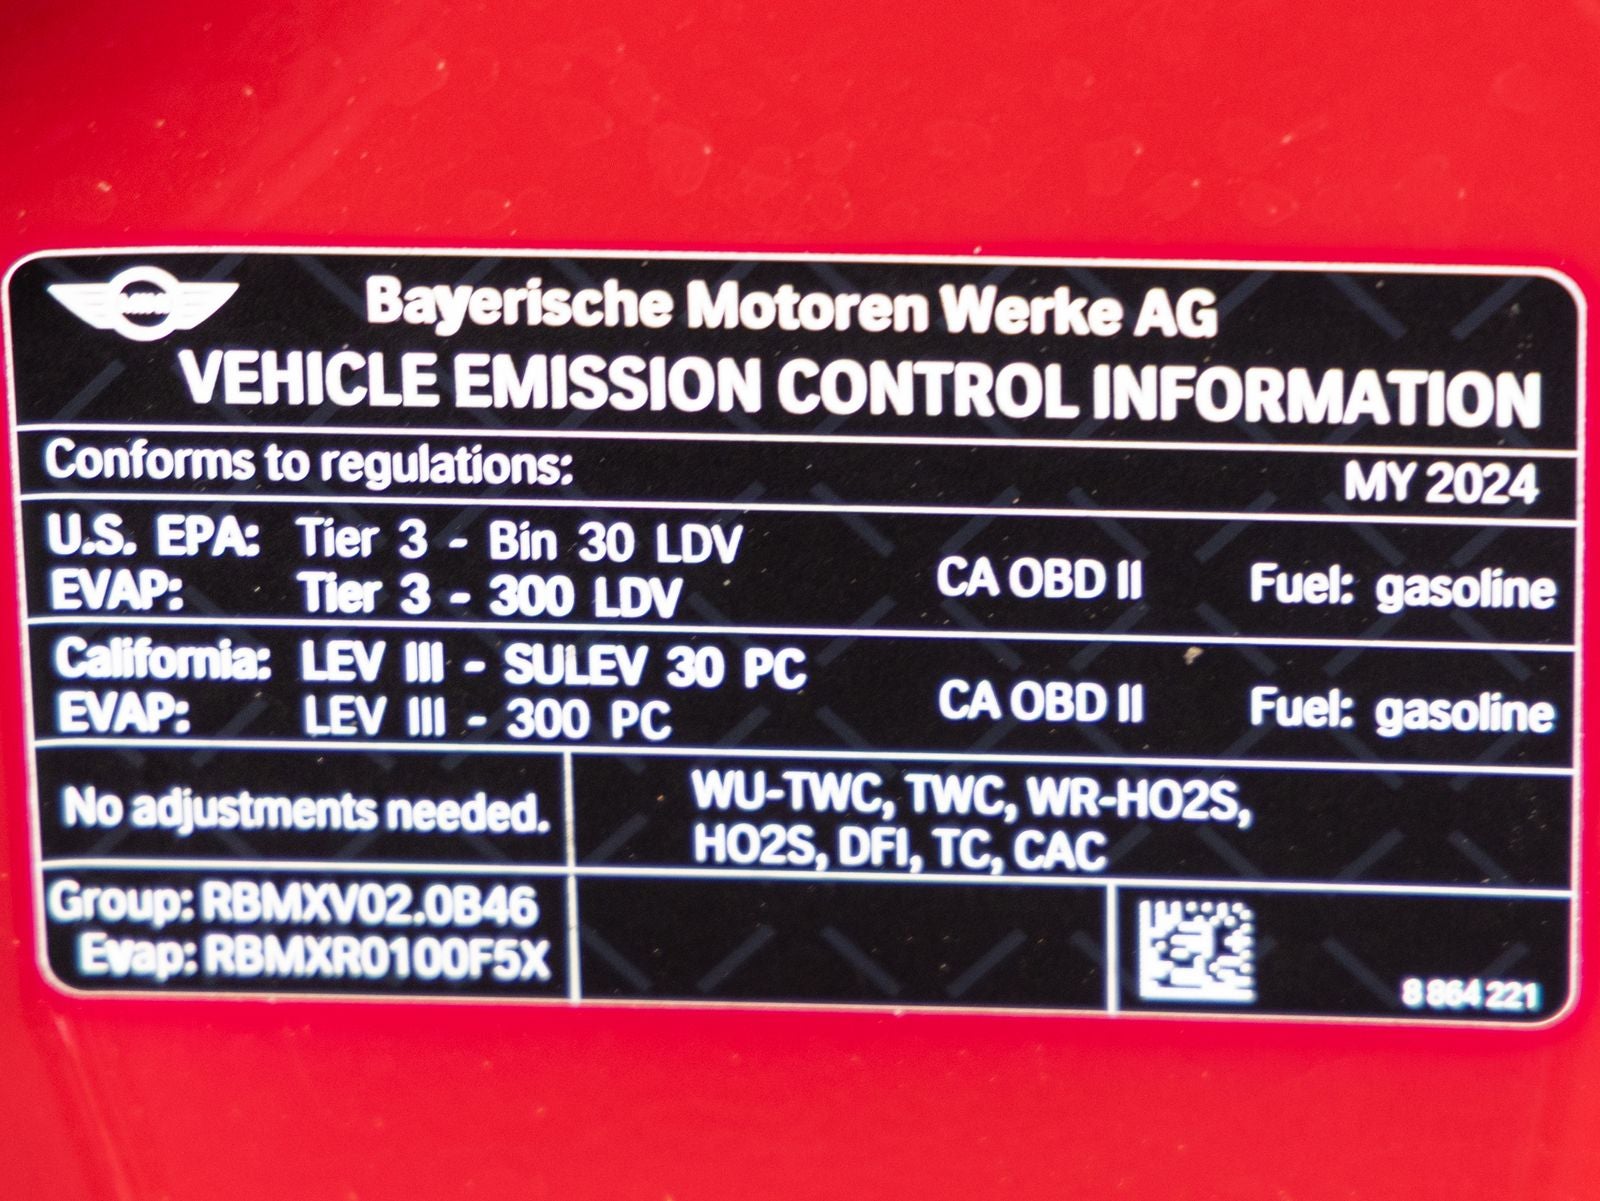 MINI
Bayerische Motoren Werke AG
VEHICLE EMISSION CONTROL INFORMATION
Conforms to regulations: MY 2024
U.S. EPA: Tier 3 - Bin 30 LDV
EVAP: Tier 3 - 300 LDV
CA OBD II Fuel: gasoline
California: LEV III - SULEV 30 PC
EVAP: LEV III - 300 PC
CA OBD II Fuel: gasoline
No adjustments needed.
WU-TWC, TWC, WR-HO2S,
HO2S, DFI, TC, CAC
Group: RBMXV02.0B46
Evap: RBMXR0100F5X
8 864 221